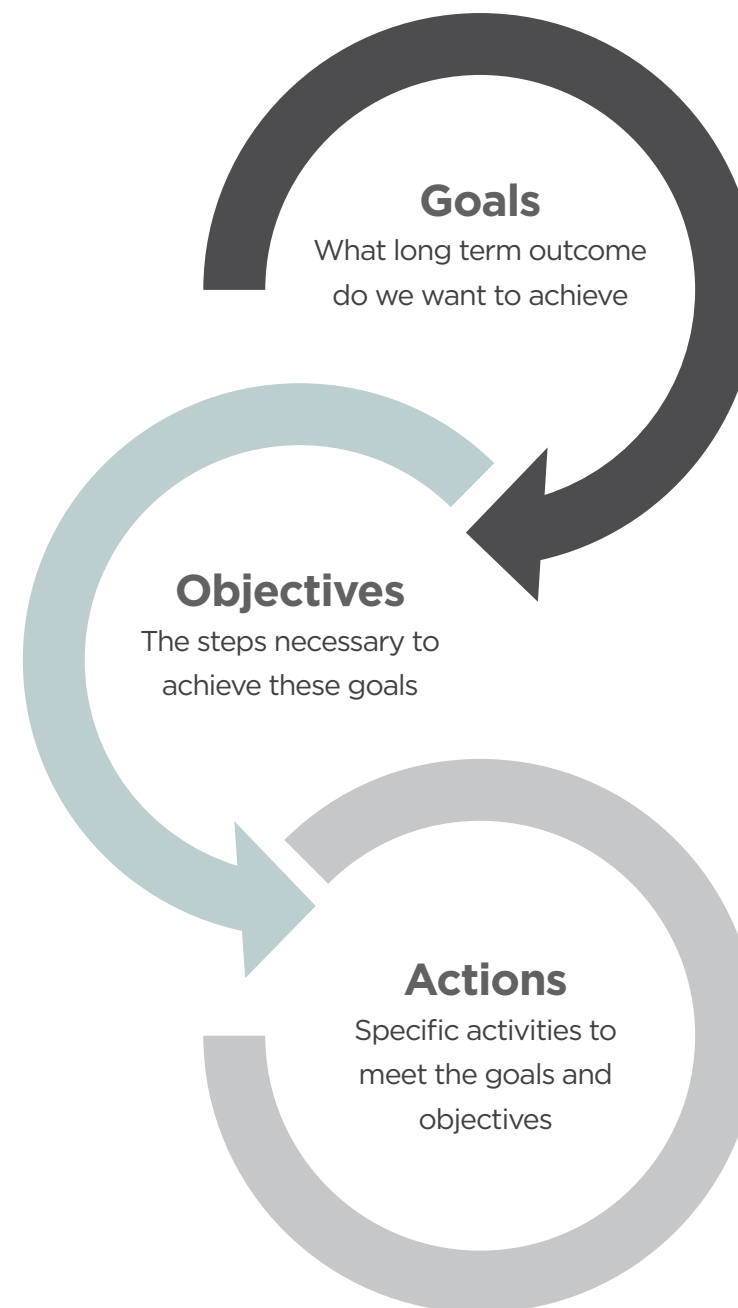 Goals
What long term outcome
do we want to achieve
Objectives
The steps necessary to
achieve these goals
Actions
Specific activities to
meet the goals and
objectives